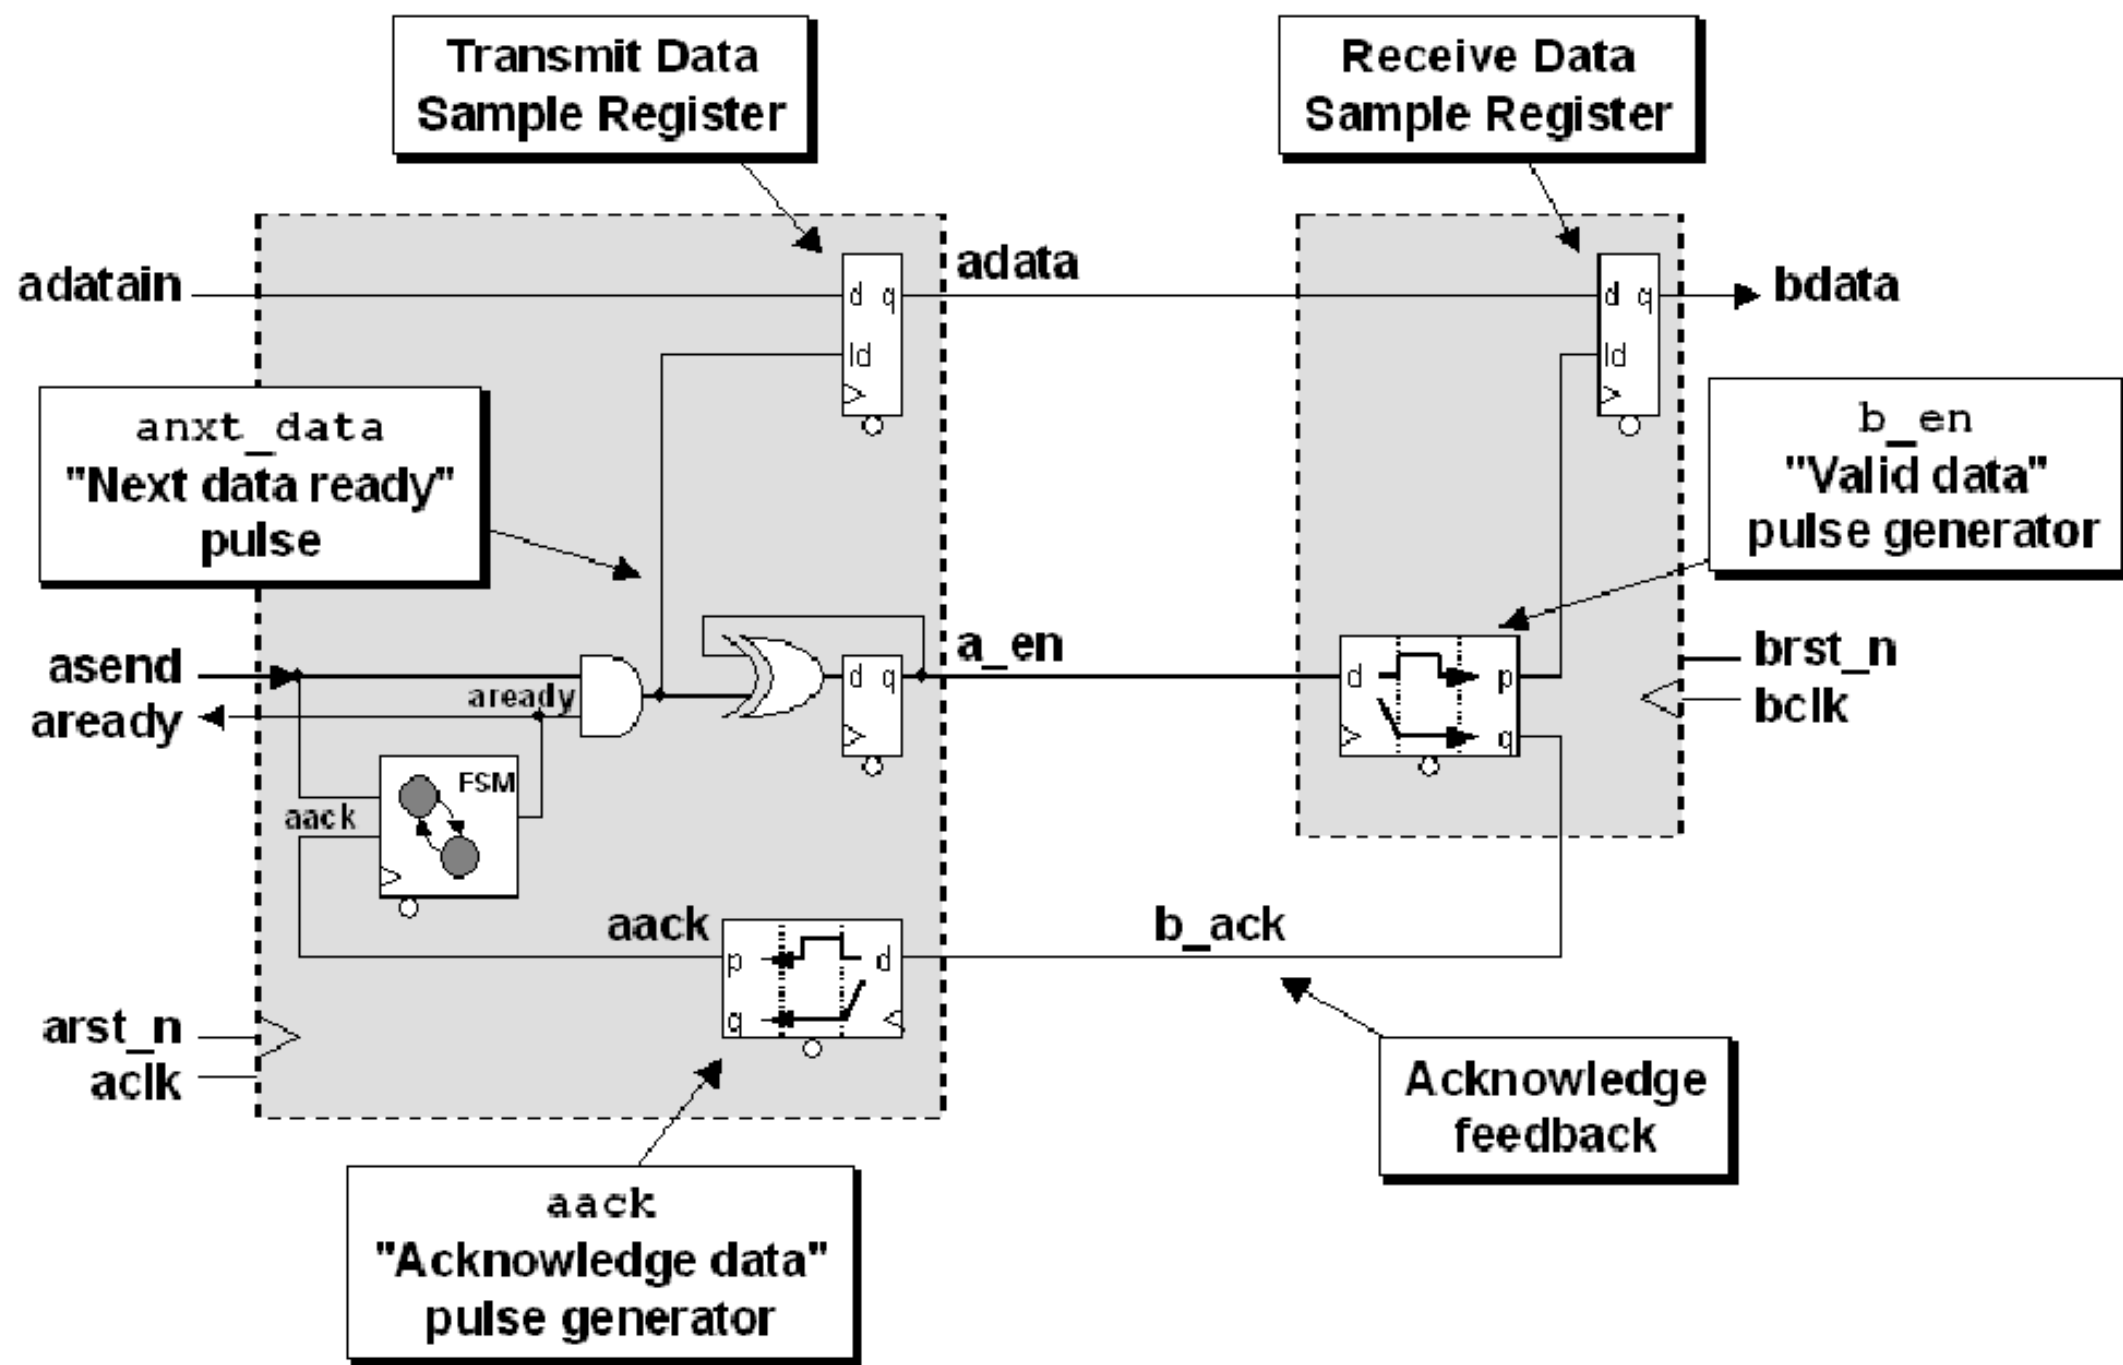 Transmit Data
Sample Register
Receive Data
Sample Register
adatain
d q
ld
adata
d q
ld
bdata
anxt_data
"Next data ready"
pulse
b_en
"Valid data"
pulse generator
asend
aready
aready
d q
a_en
d
p
q
brst_n
bclk
FSM
aack
aack
p
d
q
b_ack
arst_n
aclk
Acknowledge
feedback
aack
"Acknowledge data"
pulse generator